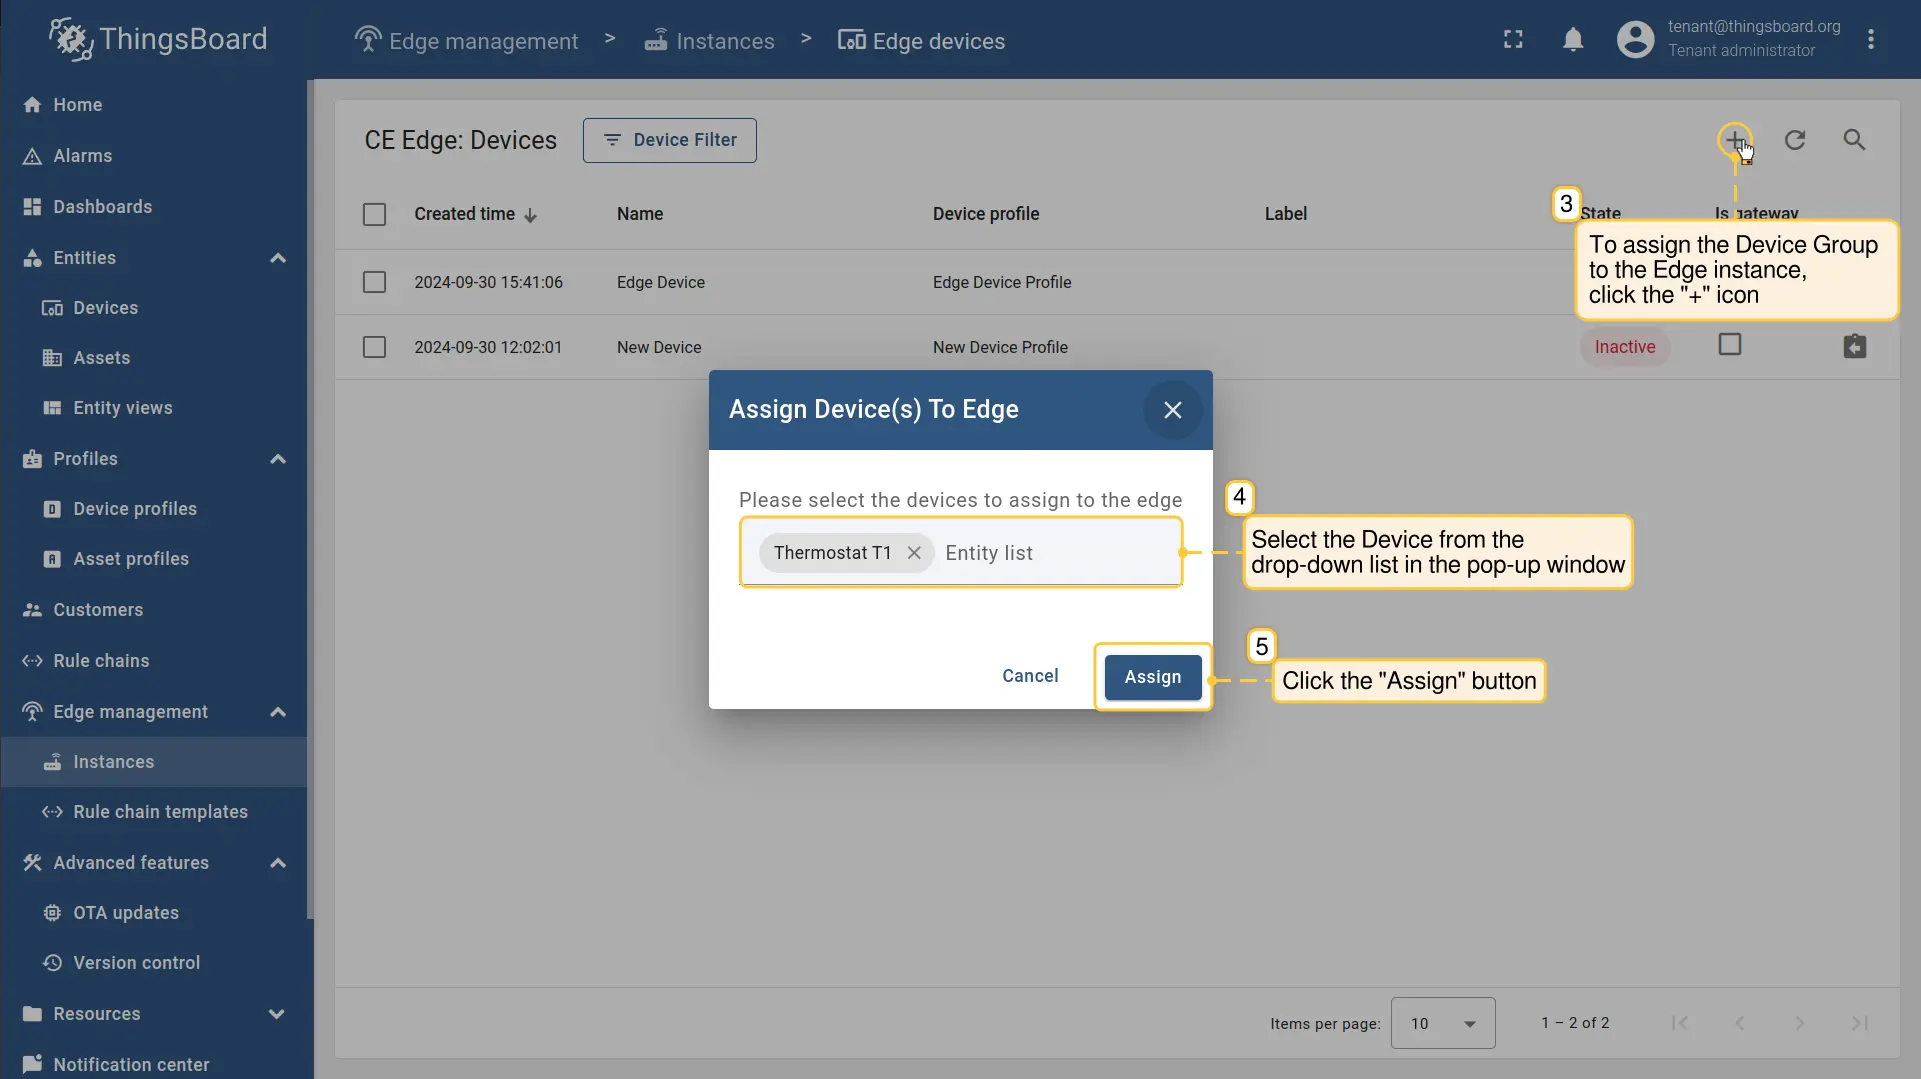 ThingsBoard
Edge management > Instances > Edge devices
tenant@thingsboard.org
Tenant administrator
Home
Alarms
Dashboards
Entities
Devices
Assets
Entity views
Profiles
Device profiles
Asset profiles
Customers
Rule chains
Edge management
Instances
Rule chain templates
Advanced features
OTA updates
Version control
Resources
Notification center
CE Edge: Devices
Device Filter
Created time
Name
Device profile
Label
State
Is gateway
2024-09-30 15:41:06
Edge Device
Edge Device Profile
2024-09-30 12:02:01
New Device
New Device Profile
Inactive
3
To assign the Device Group
to the Edge instance,
click the "+" icon
Assign Device(s) To Edge
Please select the devices to assign to the edge
Thermostat T1
Entity list
4
Select the Device from the
drop-down list in the pop-up window
Cancel
Assign
5
Click the "Assign" button
Items per page:
10
1 – 2 of 2